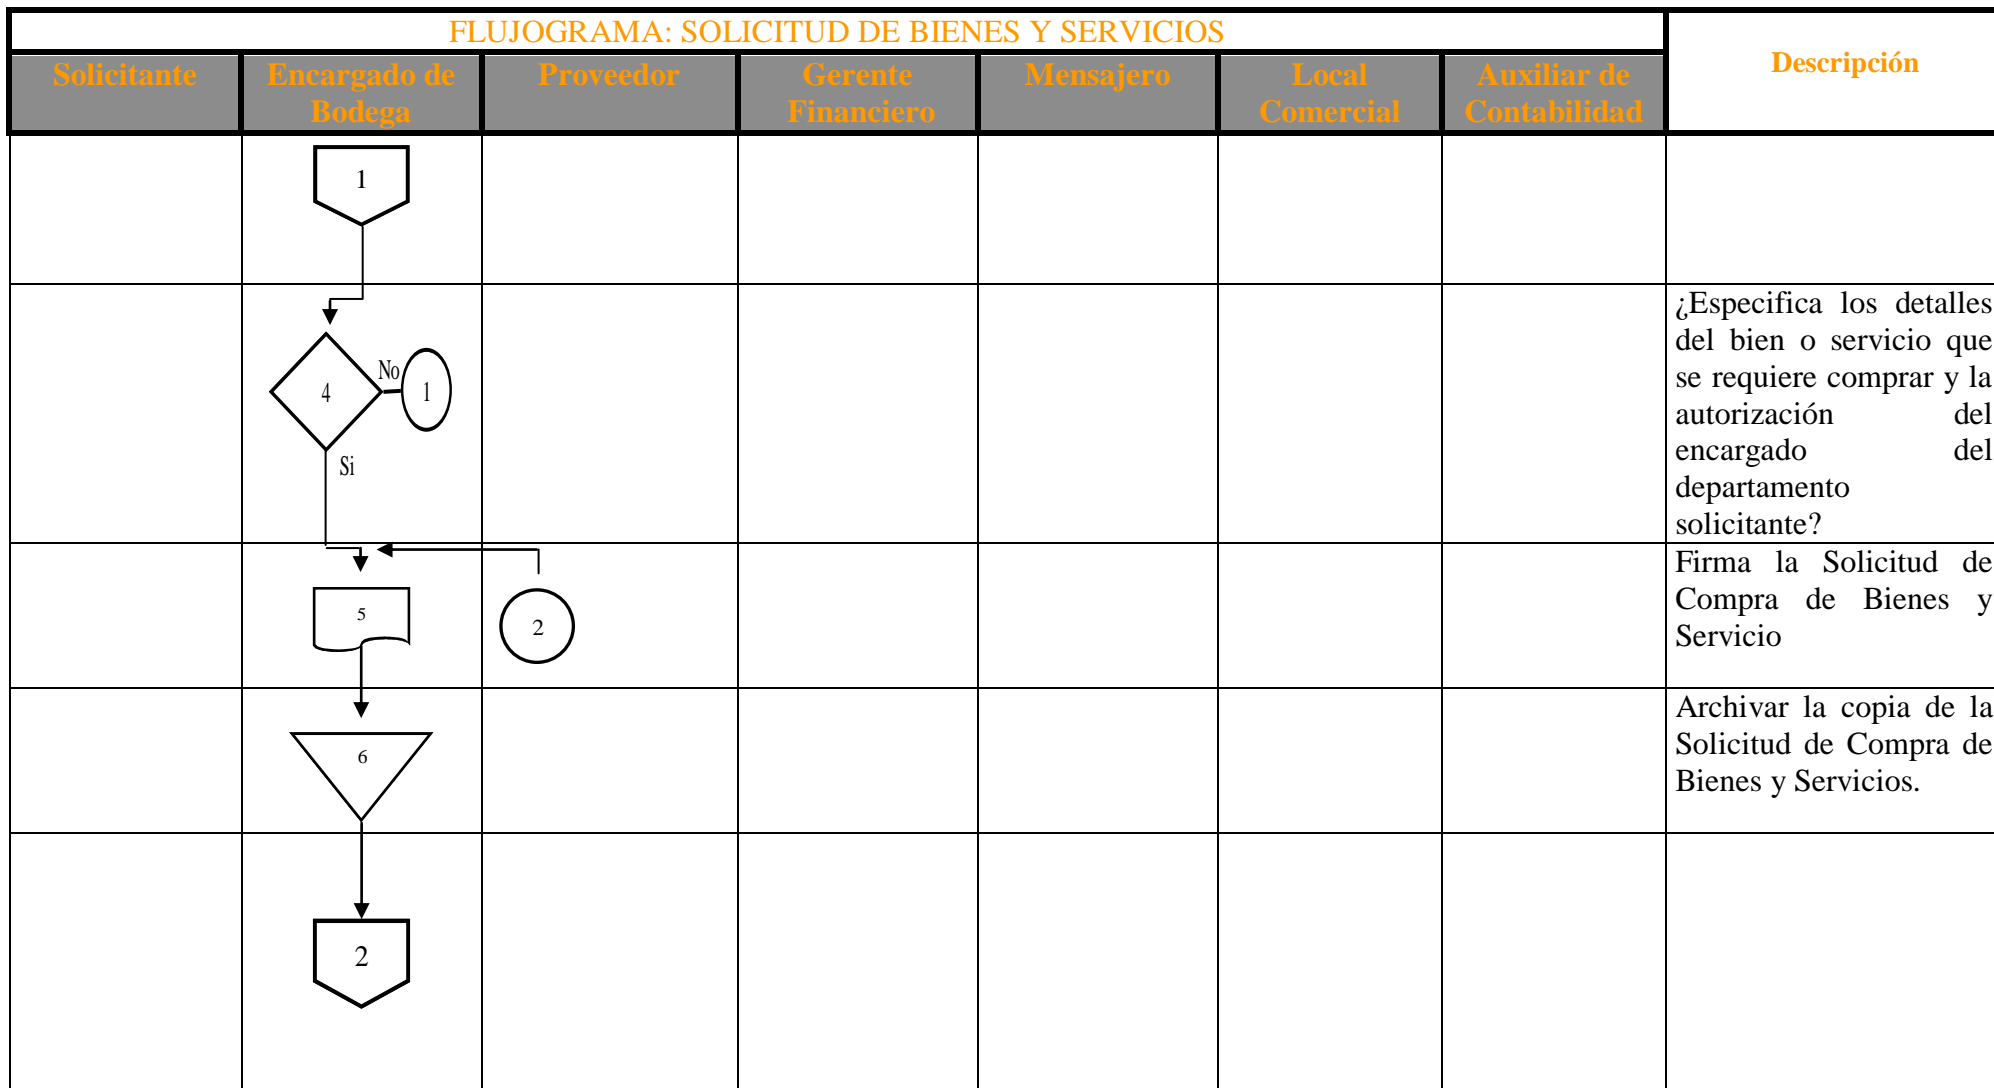 FLUJOGRAMA: SOLICITUD DE BIENES Y SERVICIOS
Descripción
Solicitante
Encargado de
Bodega
Proveedor
Gerente
Financiero
Mensajero
Local
Comercial
Auxiliar de
Contabilidad
1
4
No
1
Si
¿Especifica los detalles
del bien o servicio que
se requiere comprar y la
autorización del
encargado del
departamento
solicitante?
5
2
Firma la Solicitud de
Compra de Bienes y
Servicio
6
Archivar la copia de la
Solicitud de Compra de
Bienes y Servicios.
2